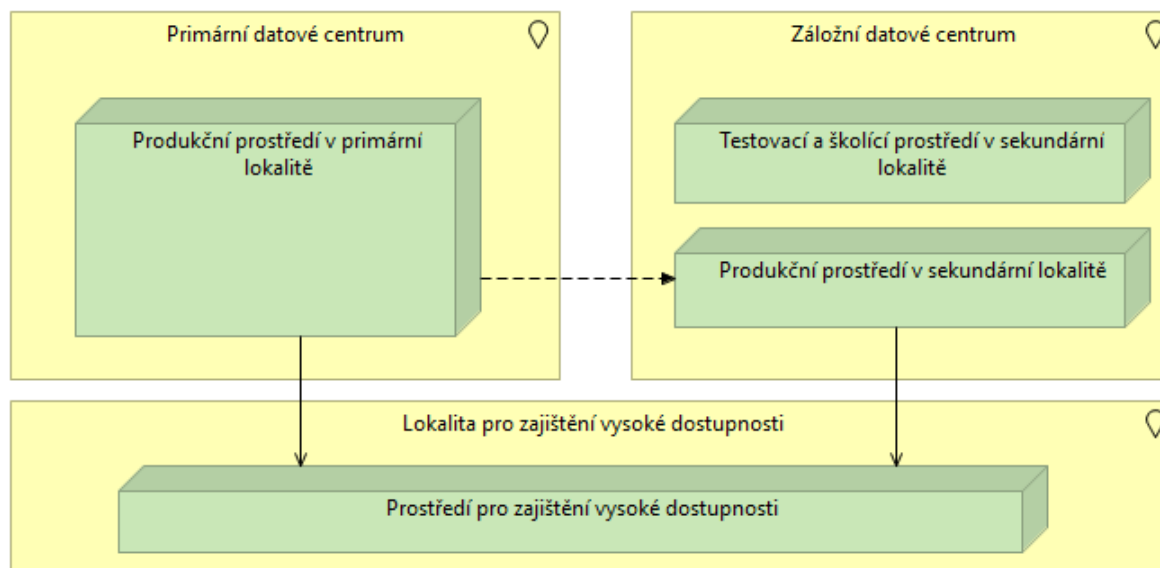 Primární datové centrum
Produkční prostředí v primární
lokalitě
Záložní datové centrum
Testovací a školící prostředí v sekundární
lokalitě
Produkční prostředí v sekundární lokalitě
Lokalita pro zajištění vysoké dostupnosti
Prostředí pro zajištění vysoké dostupnosti